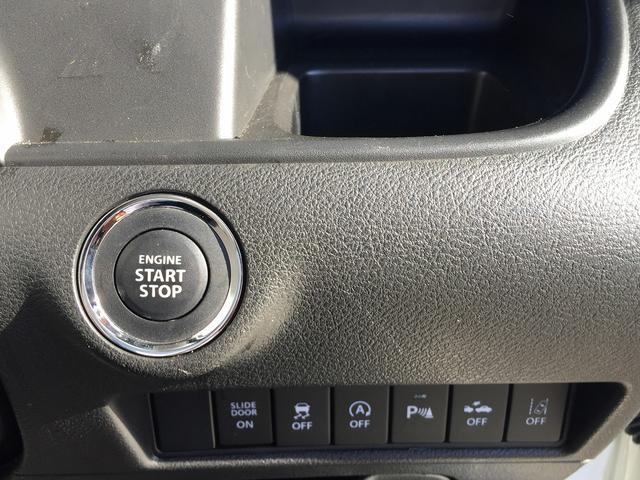 ENGINE
START
STOP
SLIDE
DOOR
ON
OFF
A
OFF
P
OFF
OFF